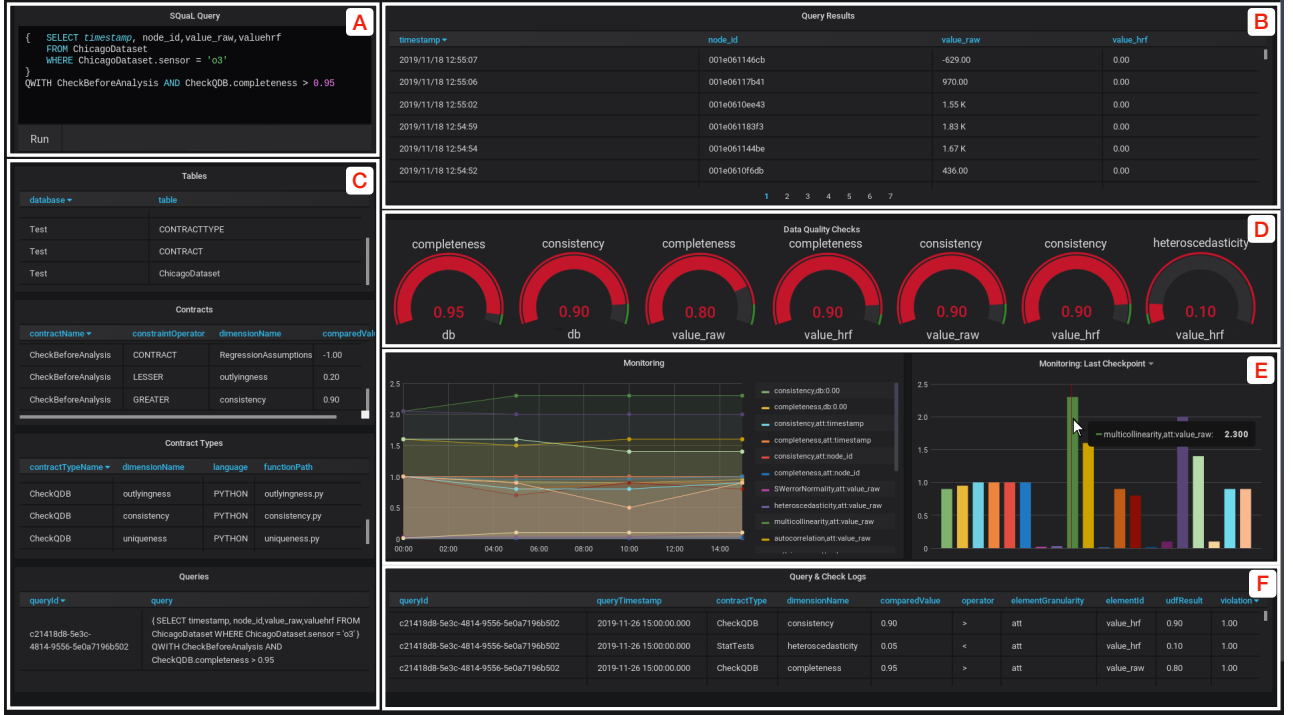 SQuaL Query
A
{ SELECT timestamp, node_id,value_raw,valuehrf
FROM ChicagoDataset
WHERE ChicagoDataset.sensor = 'o3'
}
QWITH CheckBeforeAnalysis AND CheckQDB.completeness > 0.95
Run
Query Results
B
timestamp node_id value_raw value_hrf
2019/11/18 12:55:07 001e061146cb -629.00 0.00
2019/11/18 12:55:06 001e06117b41 970.00 0.00
2019/11/18 12:55:02 001e0610ee43 1.55 K 0.00
2019/11/18 12:54:59 001e061183f3 1.83 K 0.00
2019/11/18 12:54:54 001e061144be 1.67 K 0.00
2019/11/18 12:54:52 001e0610f6db 436.00 0.00
1 2 3 4 5 6 7
Tables
C
database table
Test CONTRACTTYPE
Test CONTRACT
Test ChicagoDataset
Contracts
contractName constraintOperator dimensionName comparedVal
CheckBeforeAnalysis CONTRACT RegressionAssumptions -1.00
CheckBeforeAnalysis LESSER outlyingness 0.20
CheckBeforeAnalysis GREATER consistency 0.90
Contract Types
contractTypeName dimensionName language functionPath
CheckQDB outlyingness PYTHON outlyingness.py
CheckQDB consistency PYTHON consistency.py
CheckQDB uniqueness PYTHON uniqueness.py
Queries
queryId query
c21418d8-5e3c-4814-9556-5e0a7196b502
{ SELECT timestamp, node_id,value_raw,valuehrf FROM
ChicagoDataset WHERE ChicagoDataset.sensor = 'o3' }
QWITH CheckBeforeAnalysis AND
CheckQDB.completeness > 0.95
Data Quality Checks
D
completeness consistency completeness completeness consistency consistency heteroscedasticity
0.95 0.90 0.80 0.90 0.90 0.90 0.10
db db value_raw value_hrf value_raw value_hrf value_hrf
Monitoring
2.5
2.0
1.5
1.0
0.5
0
00:00 02:00 04:00 06:00 08:00 10:00 12:00 14:00
consistency,db:0.00
completeness,db:0.00
consistency,att:timestamp
completeness,att:timestamp
consistency,att:node_id
completeness,att:node_id
SWerrorNormality,att:value_raw
heteroscedasticity,att:value_raw
multicollinearity,att:value_raw
autocorrelation,att:value_raw
Monitoring: Last Checkpoint
E
2.5
2.0
1.5
1.0
0.5
0
multicollinearity,att:value_raw: 2.300
Query & Check Logs
F
queryId queryTimestamp contractType dimensionName comparedValue operator elementGranularity elementId udfResult violation
c21418d8-5e3c-4814-9556-5e0a7196b502 2019-11-26 15:00:00.000 CheckQDB consistency 0.90 > att value_hrf 0.90 1.00
c21418d8-5e3c-4814-9556-5e0a7196b502 2019-11-26 15:00:00.000 StatTests heteroscedasticity 0.05 < att value_hrf 0.10 1.00
c21418d8-5e3c-4814-9556-5e0a7196b502 2019-11-26 15:00:00.000 CheckQDB completeness 0.95 > att value_raw 0.80 1.00